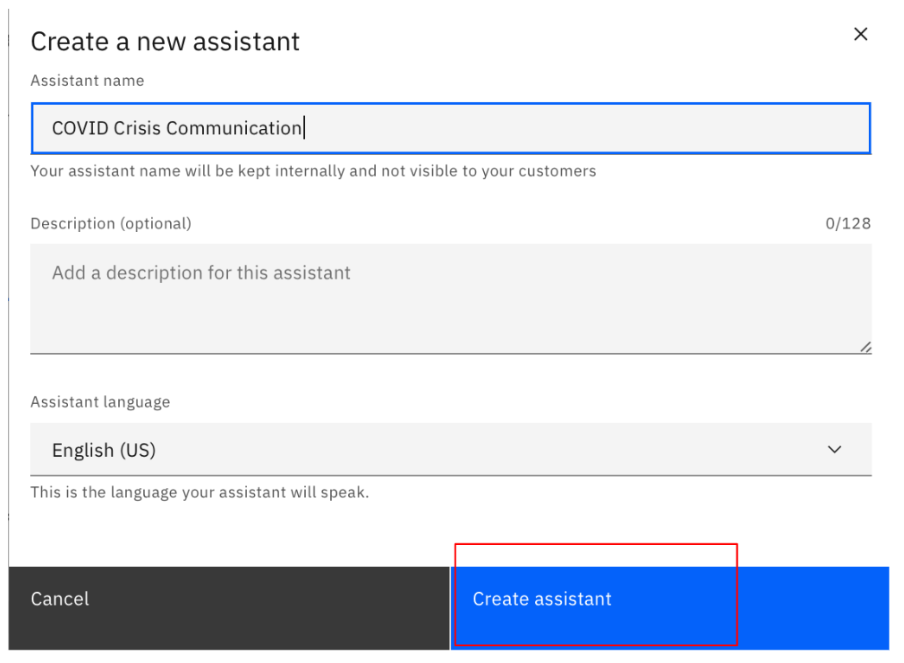 Create a new assistant
Assistant name
COVID Crisis Communication
Your assistant name will be kept internally and not visible to your customers
Description (optional) 0/128
Add a description for this assistant
Assistant language
English (US)
This is the language your assistant will speak.
Cancel Create assistant